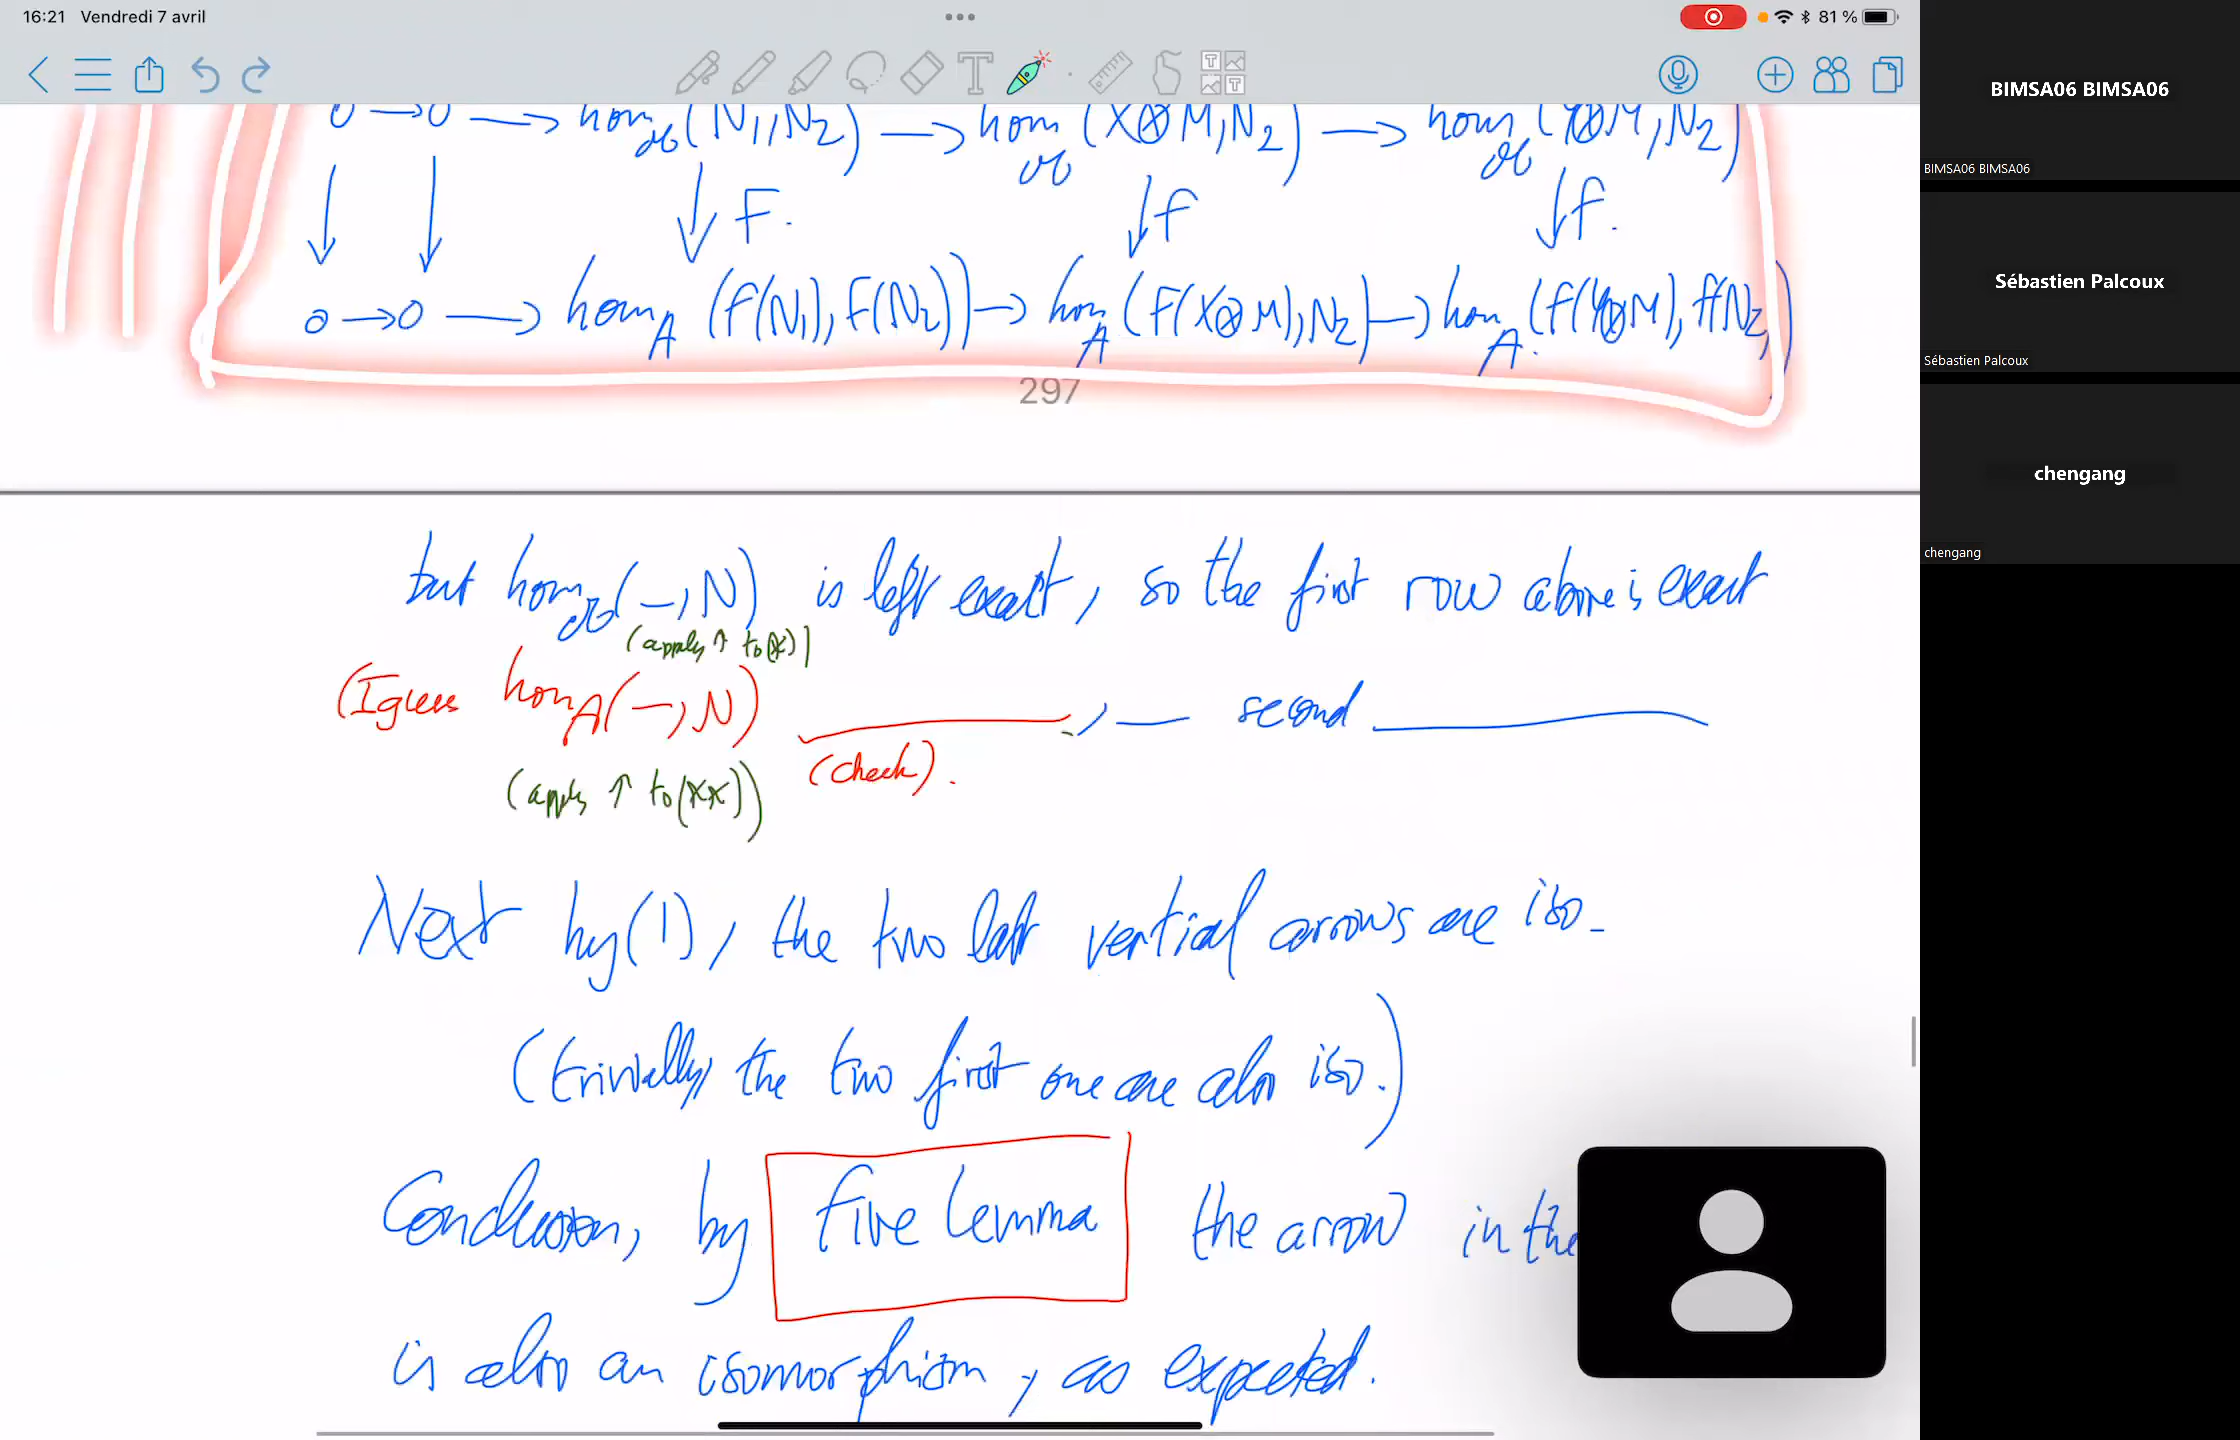 16:21 Vendredi 7 avril
81 %
0 → 0 → hom_M(N₁, N₂) → hom_M(X⊗M, N₂) → hom_M(Y⊗M, N₂)
↓ ↓ ↓ F. ↓ F ↓ F.
0 → 0 → hom_A(F(N₁), F(N₂)) → hom_A(F(X⊗M), N₂) → hom_A(F(Y⊗M), F(N₂)
297
but hom_M(–, N) is left exact, so the first row above is exact
(apply ↑ to (*))
(I guess hom_A(–, N) ———, — second ———
(check).
(apply ↑ to (**))
Next by (1), the two last vertical arrows are iso.
(trivially, the two first one are also iso.)
Conclusion, by Five Lemma the arrow in the
is also an isomorphism, as expected.
BIMSA06 BIMSA06
BIMSA06 BIMSA06
Sébastien Palcoux
Sébastien Palcoux
chengang
chengang